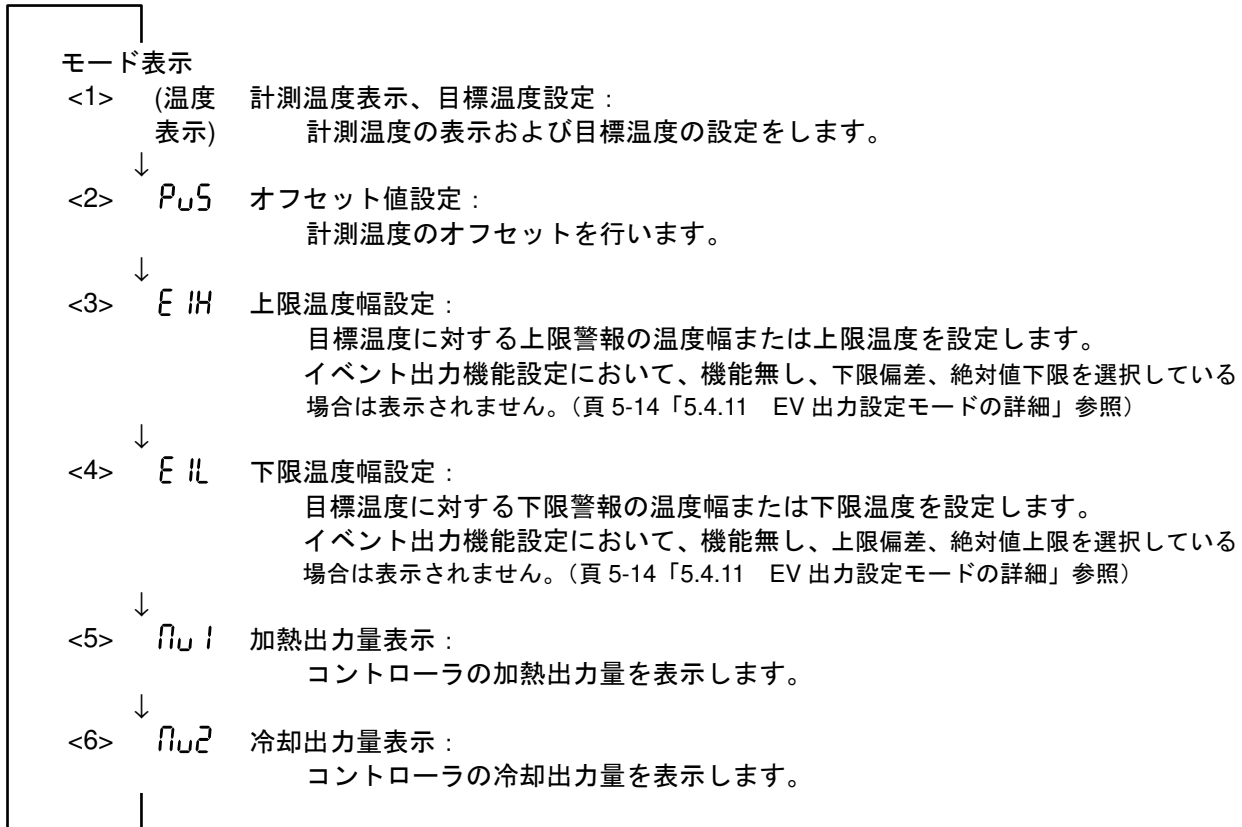 モード表示
<1> (温度 計測温度表示、目標温度設定：
表示) 計測温度の表示および目標温度の設定をします。
↓
<2> PuS オフセット値設定：
計測温度のオフセットを行います。
↓
<3> E1H 上限温度幅設定：
目標温度に対する上限警報の温度幅または上限温度を設定します。
イベント出力機能設定において、機能無し、下限偏差、絶対値下限を選択している
場合は表示されません。（頁 5-14「5.4.11　EV 出力設定モードの詳細」参照）
↓
<4> E1L 下限温度幅設定：
目標温度に対する下限警報の温度幅または下限温度を設定します。
イベント出力機能設定において、機能無し、上限偏差、絶対値上限を選択している
場合は表示されません。（頁 5-14「5.4.11　EV 出力設定モードの詳細」参照）
↓
<5> Mu1 加熱出力量表示：
コントローラの加熱出力量を表示します。
↓
<6> Mu2 冷却出力量表示：
コントローラの冷却出力量を表示します。